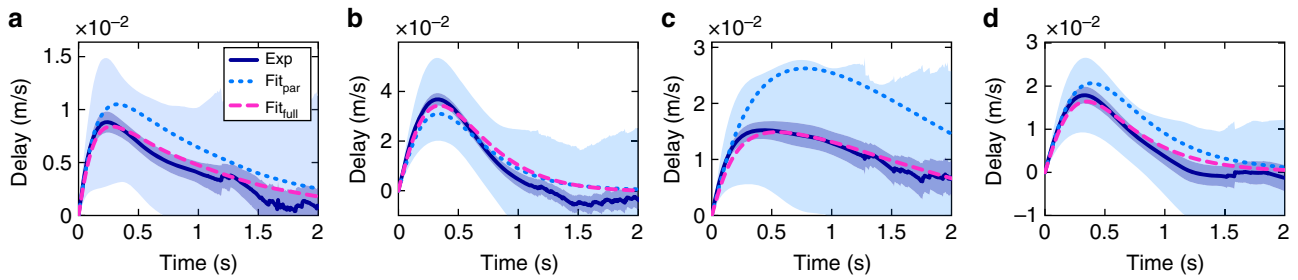 a
×10⁻²
1.5
1
0.5
0
Delay (m/s)
0 0.5 1 1.5 2
Time (s)
Exp
Fit_par
Fit_full
b
×10⁻²
4
2
0
Delay (m/s)
0 0.5 1 1.5 2
Time (s)
c
×10⁻²
3
2
1
0
Delay (m/s)
0 0.5 1 1.5 2
Time (s)
d
×10⁻²
3
2
1
0
−1
Delay (m/s)
0 0.5 1 1.5 2
Time (s)